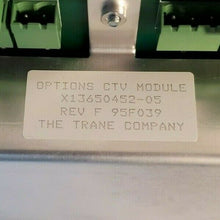 OPTIONS CTV MODULE
X13650452-05
REV F 95F039
THE TRANE COMPANY